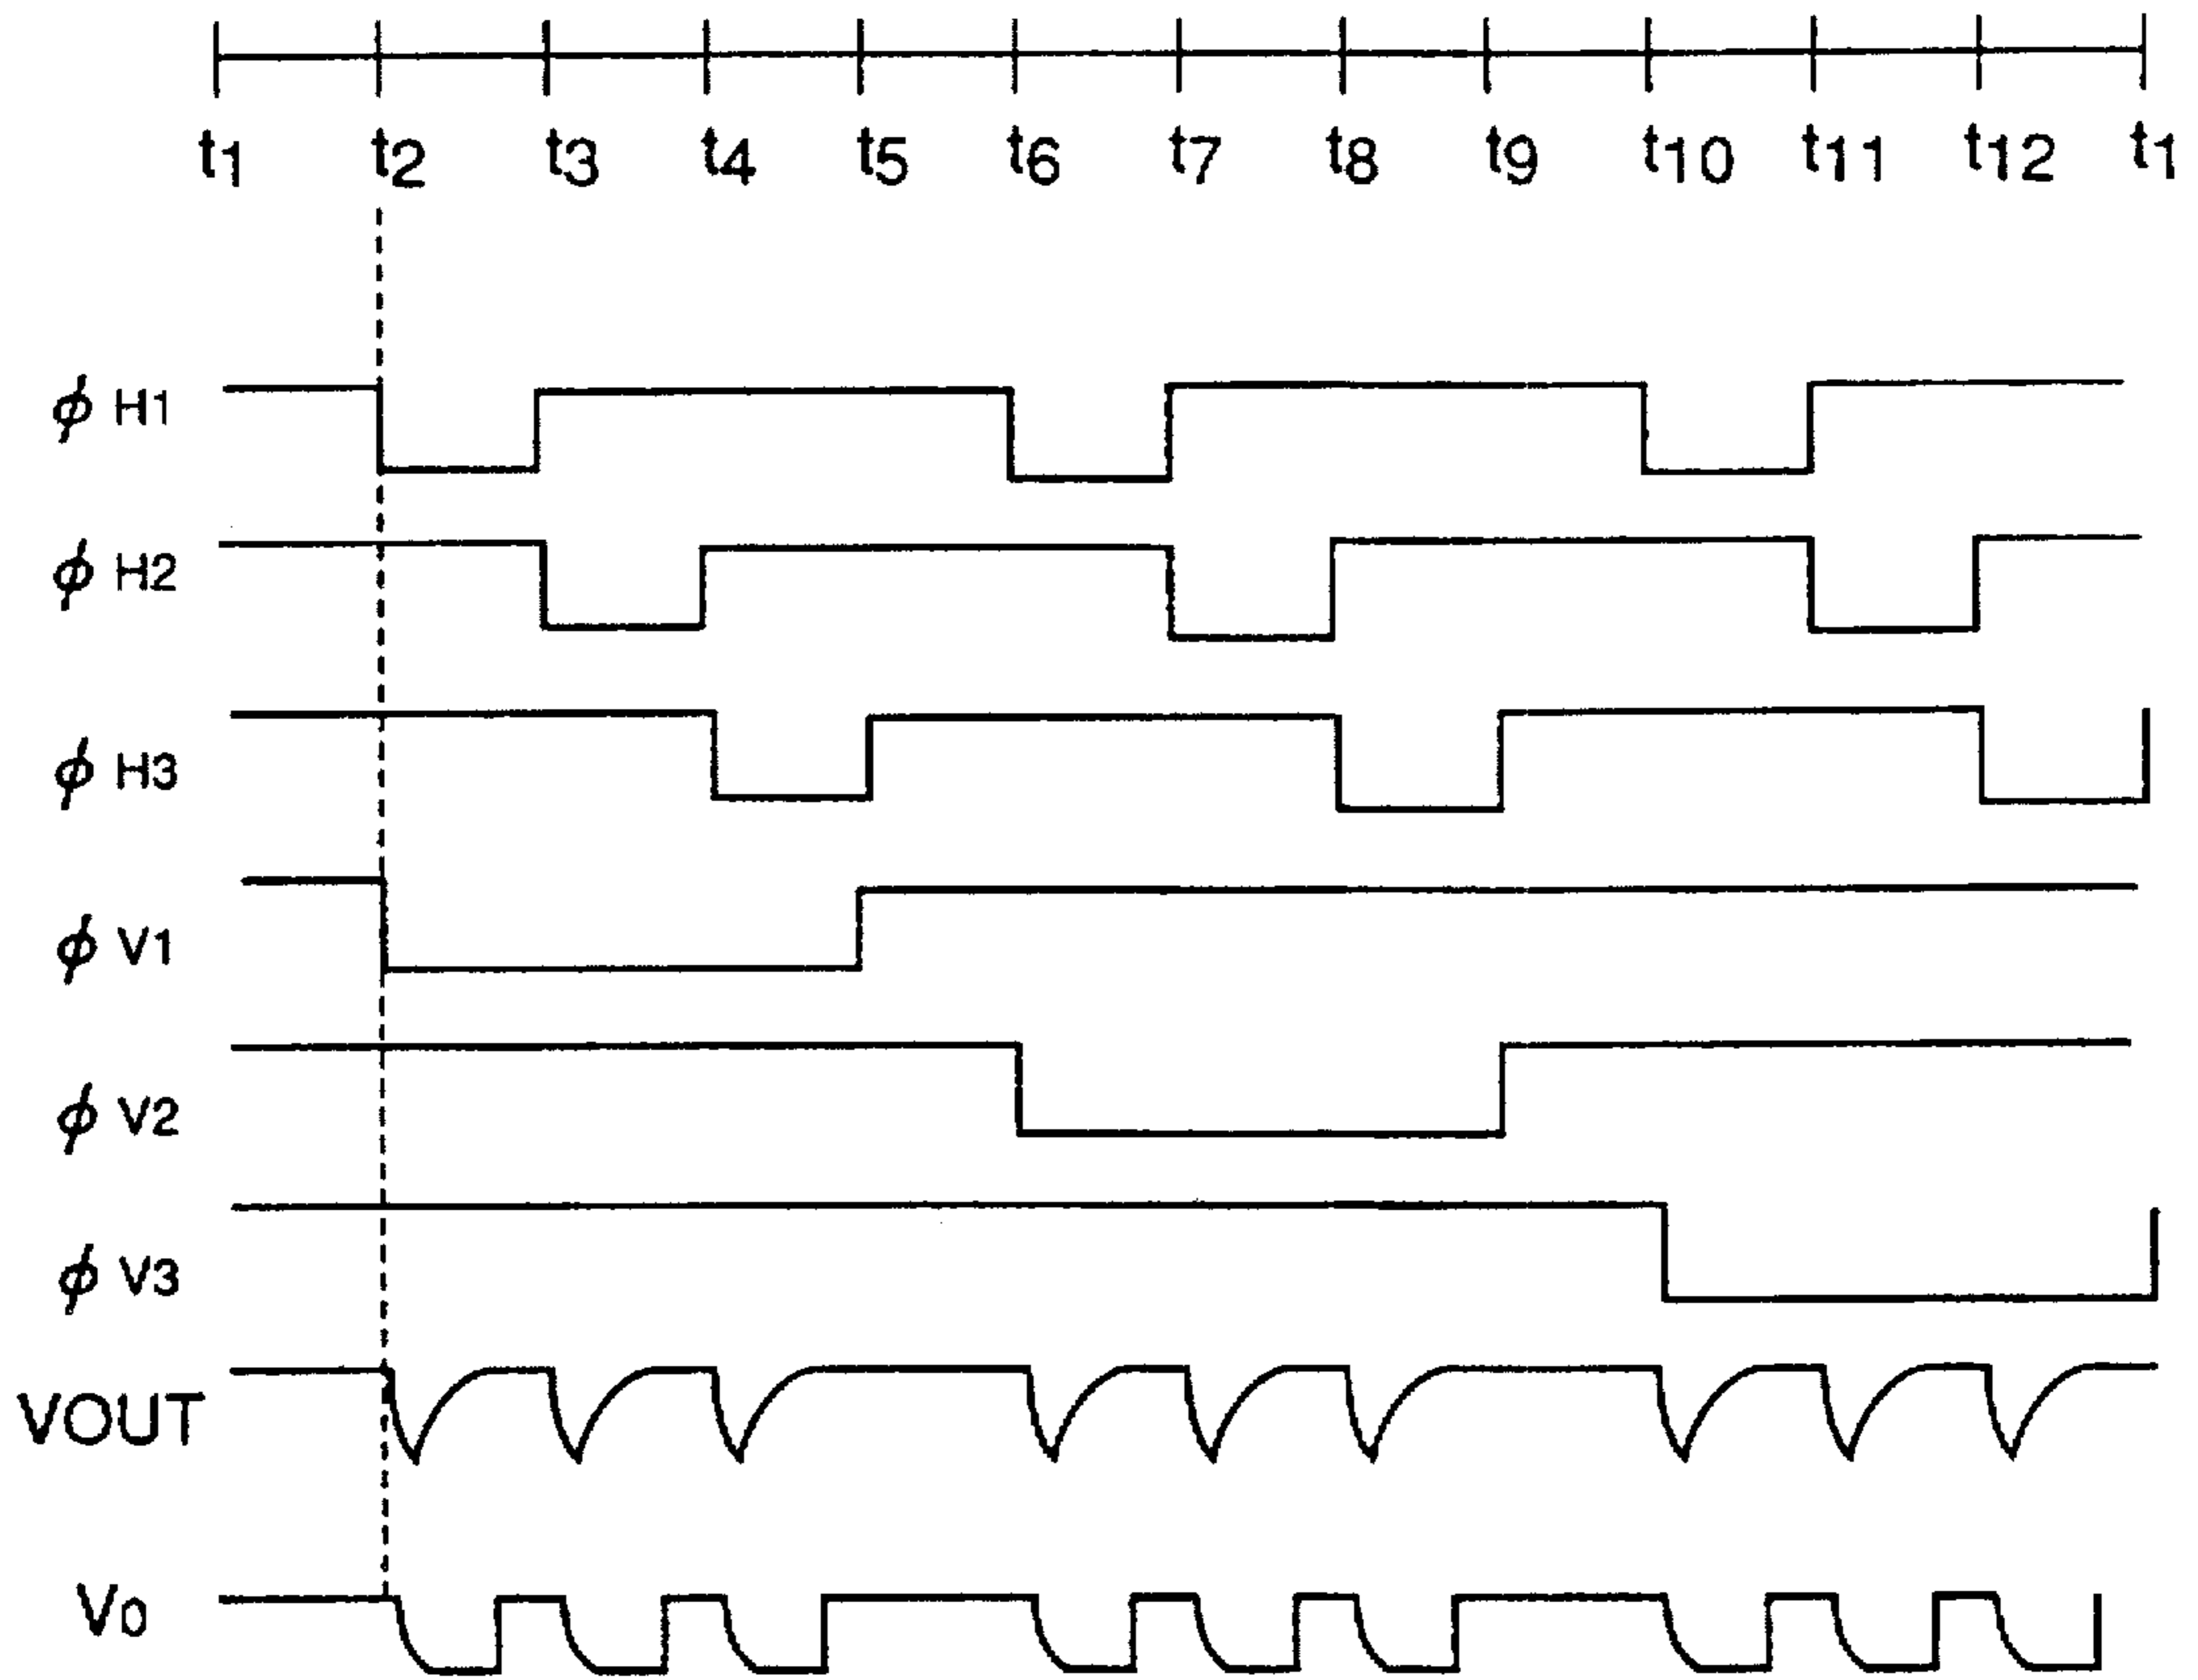 t1 t2 t3 t4 t5 t6 t7 t8 t9 t10 t11 t12 t1
ϕ H1
ϕ H2
ϕ H3
ϕ V1
ϕ V2
ϕ V3
VOUT
V0